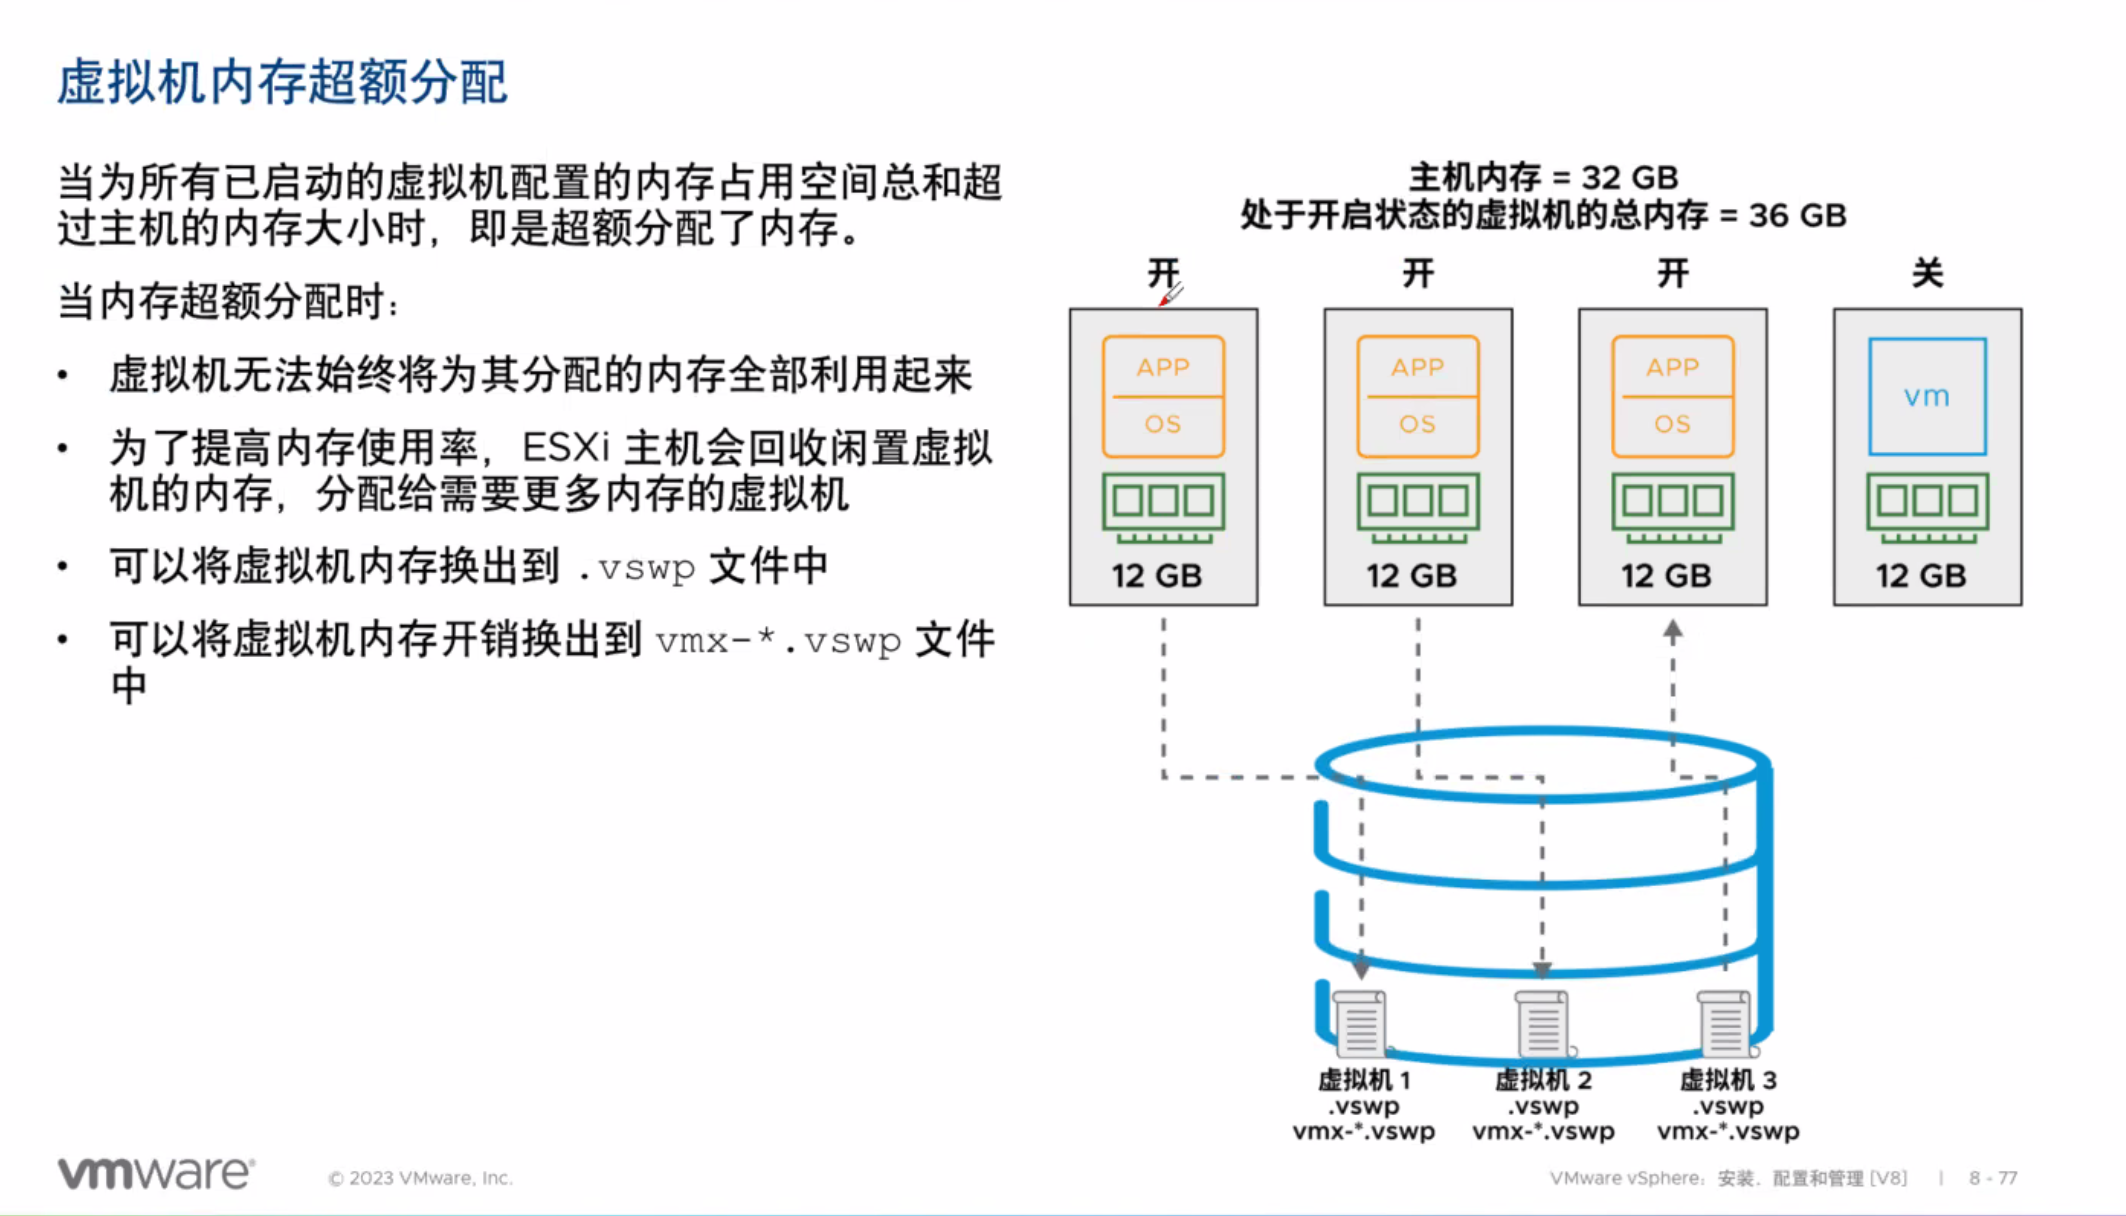 虚拟机内存超额分配
当为所有已启动的虚拟机配置的内存占用空间总和超
过主机的内存大小时，即是超额分配了内存。
当内存超额分配时：
• 虚拟机无法始终将为其分配的内存全部利用起来
• 为了提高内存使用率，ESXi 主机会回收闲置虚拟
机的内存，分配给需要更多内存的虚拟机
• 可以将虚拟机内存换出到 .vswp 文件中
• 可以将虚拟机内存开销换出到 vmx-*.vswp 文件
中
主机内存 = 32 GB
处于开启状态的虚拟机的总内存 = 36 GB
开 开 开 关
APP APP APP vm
OS OS OS
12 GB 12 GB 12 GB 12 GB
虚拟机 1 虚拟机 2 虚拟机 3
.vswp .vswp .vswp
vmx-*.vswp vmx-*.vswp vmx-*.vswp
vmware® © 2023 VMware, Inc. VMware vSphere：安装、配置和管理 [V8] | 8 - 77